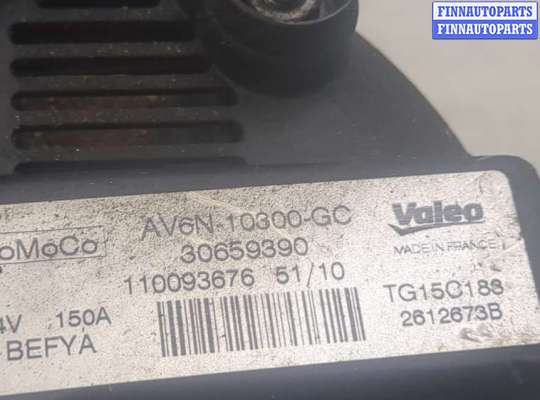 FINNAUTOPARTS
FINNAUTOPARTS
AV6N-10300-GC
Valeo
oMoCo
30659390
MADE IN FRANCE
110093676 51/10
TG15C188
4V 150A
2612673B
BEFYA